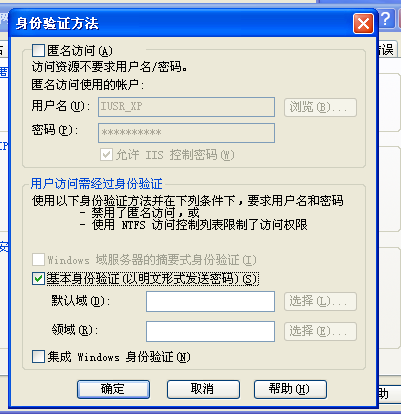 身份验证方法
匿名访问(A)
访问资源不要求用户名/密码。
匿名访问使用的帐户:
用户名(U): IUSR_XP 浏览(B)...
密码(P): **********
允许 IIS 控制密码(W)
用户访问需经过身份验证
使用以下身份验证方法并在下列条件下，要求用户名和密码
- 禁用了匿名访问，或
- 使用 NTFS 访问控制列表限制了访问权限
Windows 域服务器的摘要式身份验证(I)
基本身份验证(以明文形式发送密码)(S)
默认域(D): 选择(L)...
领域(R): 选择(E)...
集成 Windows 身份验证(N)
确定 取消 帮助(H)
错误
助